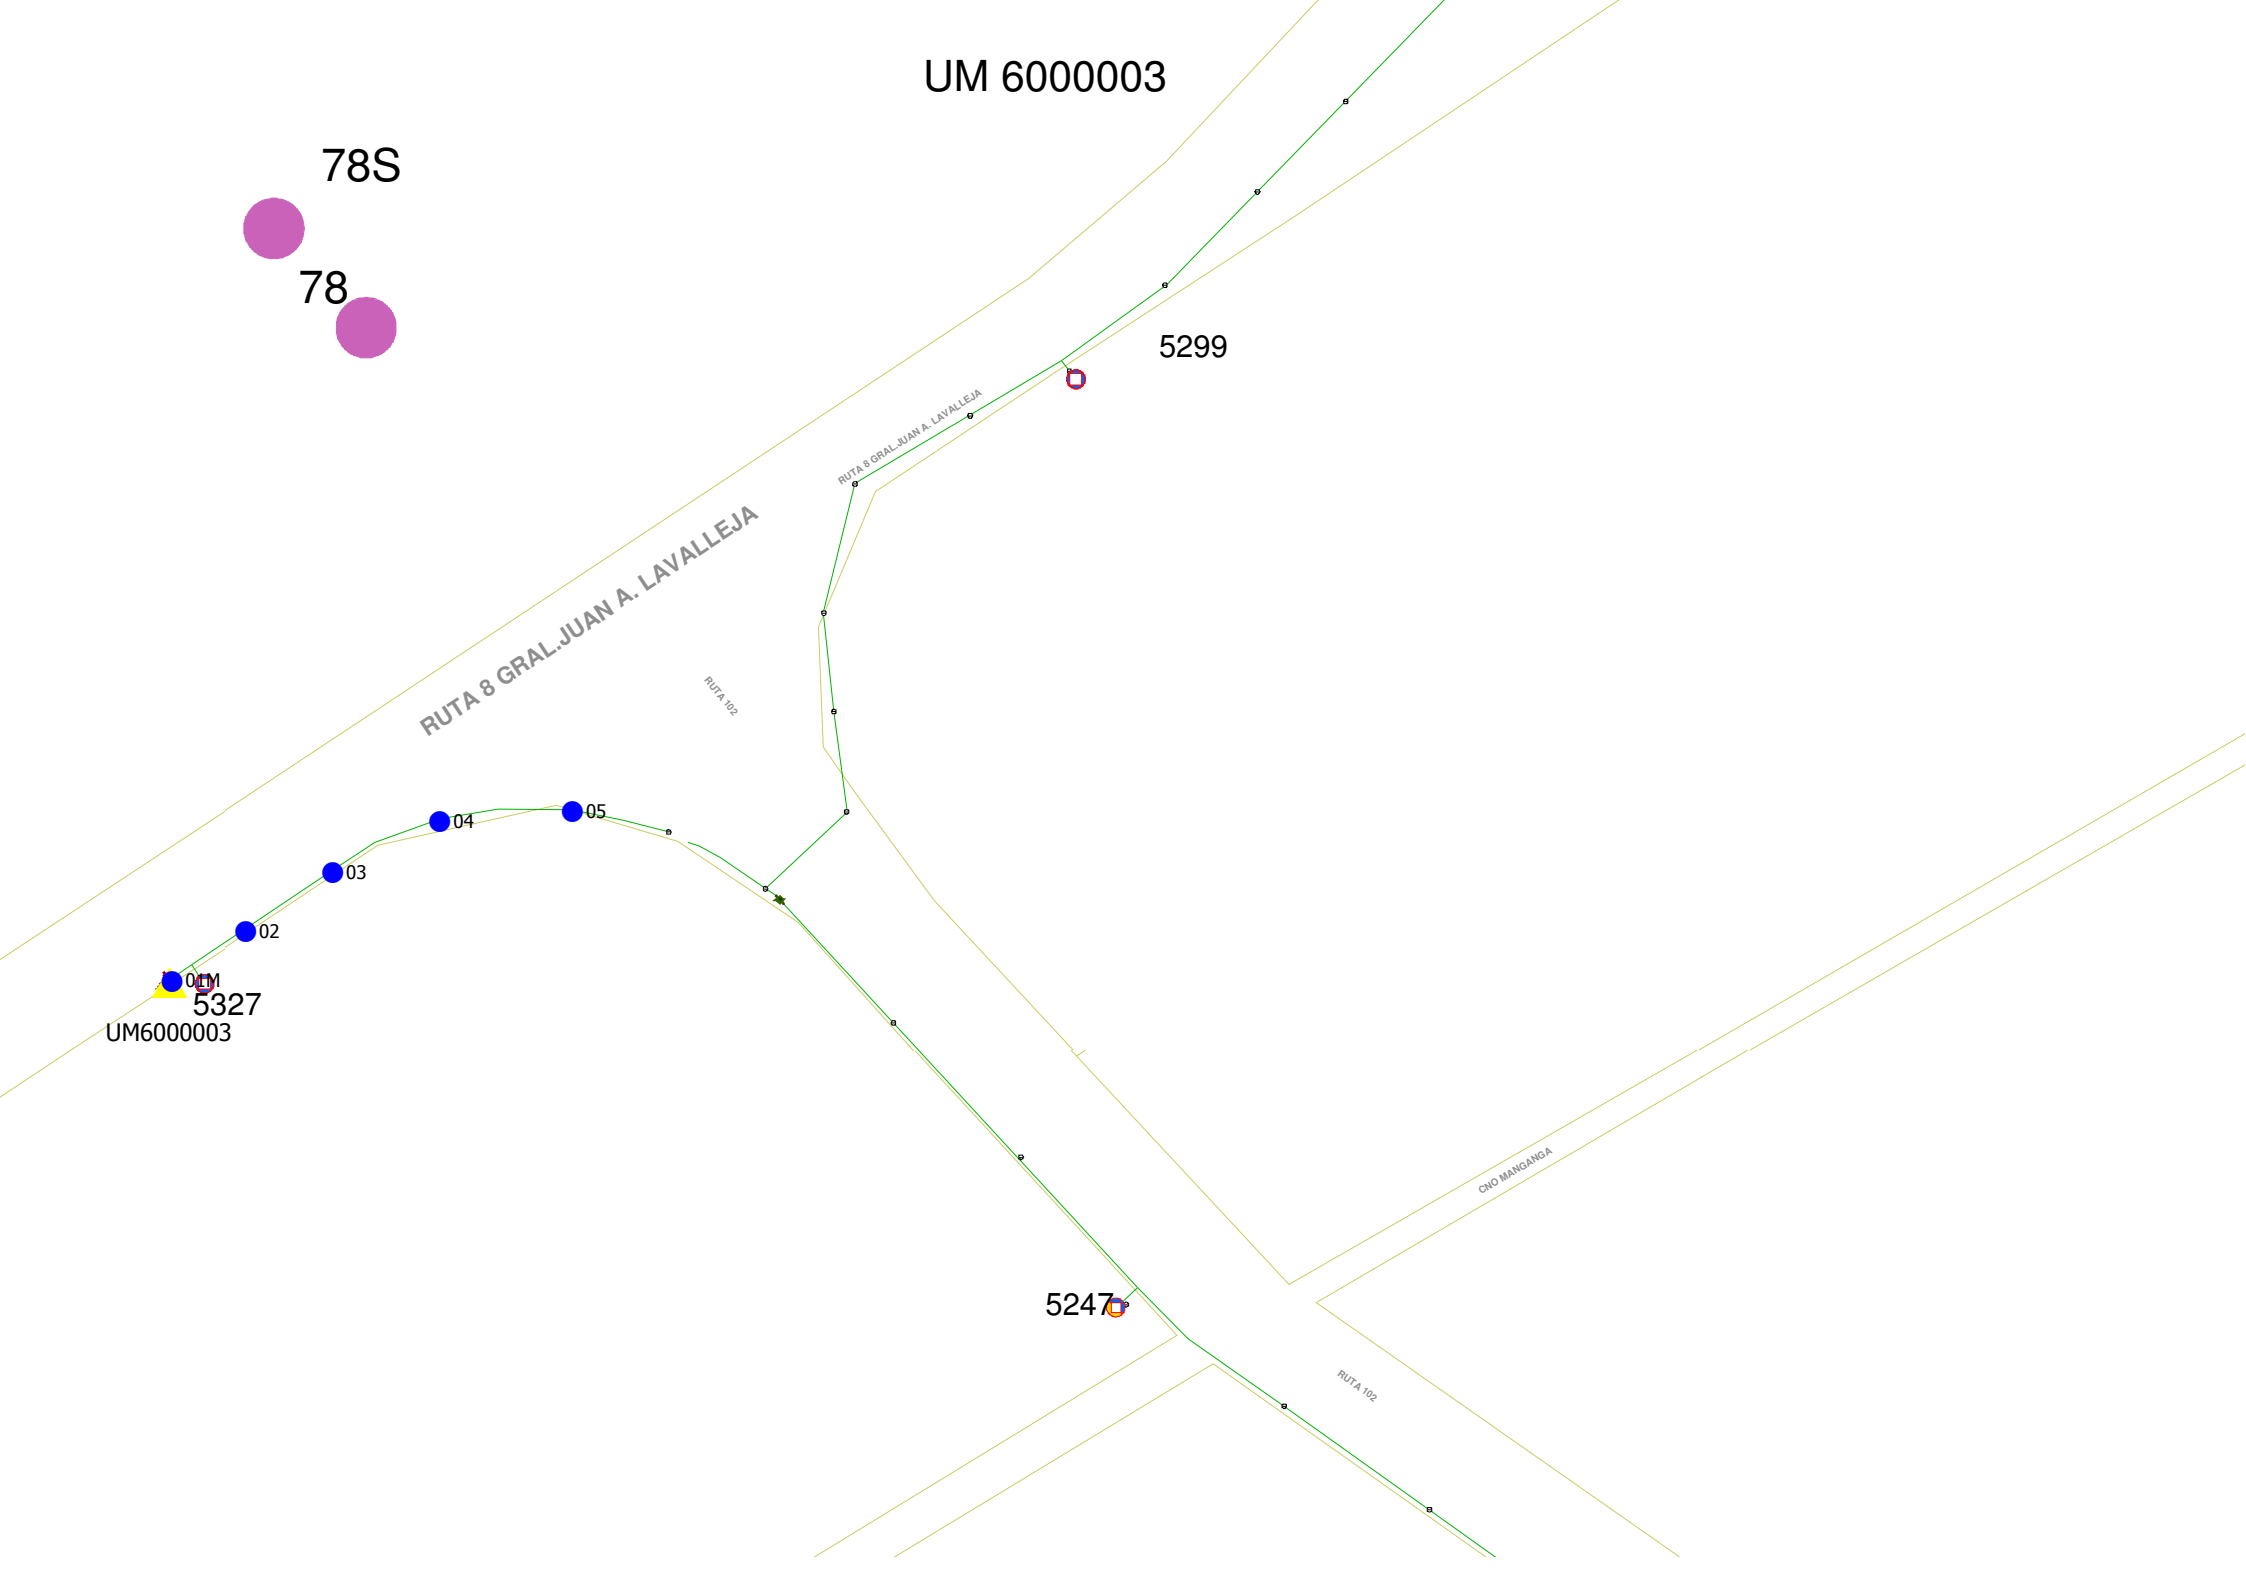 UM 6000003
78S
78
5299
RUTA 8 GRAL.JUAN A. LAVALLEJA
RUTA 8 GRAL.JUAN A. LAVALLEJA
RUTA 102
05
04
03
02
01M
5327
UM6000003
CNO MANGANGA
5247
RUTA 102